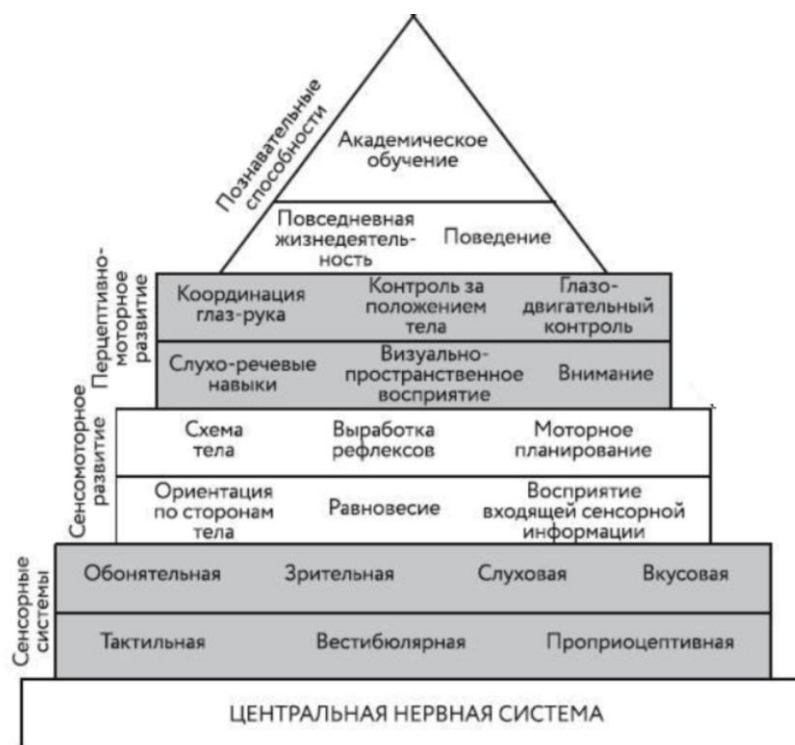 Познавательные
способности
Академическое
обучение
Повседневная
жизнедеятель-
ность
Поведение
Перцептивно-
моторное
развитие
Координация
глаз-рука
Контроль за
положением
тела
Глазо-
двигательный
контроль
Слухо-речевые
навыки
Визуально-
пространственное
восприятие
Внимание
Сенсомоторное
развитие
Схема
тела
Выработка
рефлексов
Моторное
планирование
Ориентация
по сторонам
тела
Равновесие
Восприятие
входящей сенсорной
информации
Сенсорные
системы
Обонятельная
Зрительная
Слуховая
Вкусовая
Тактильная
Вестибюлярная
Проприоцептивная
ЦЕНТРАЛЬНАЯ НЕРВНАЯ СИСТЕМА